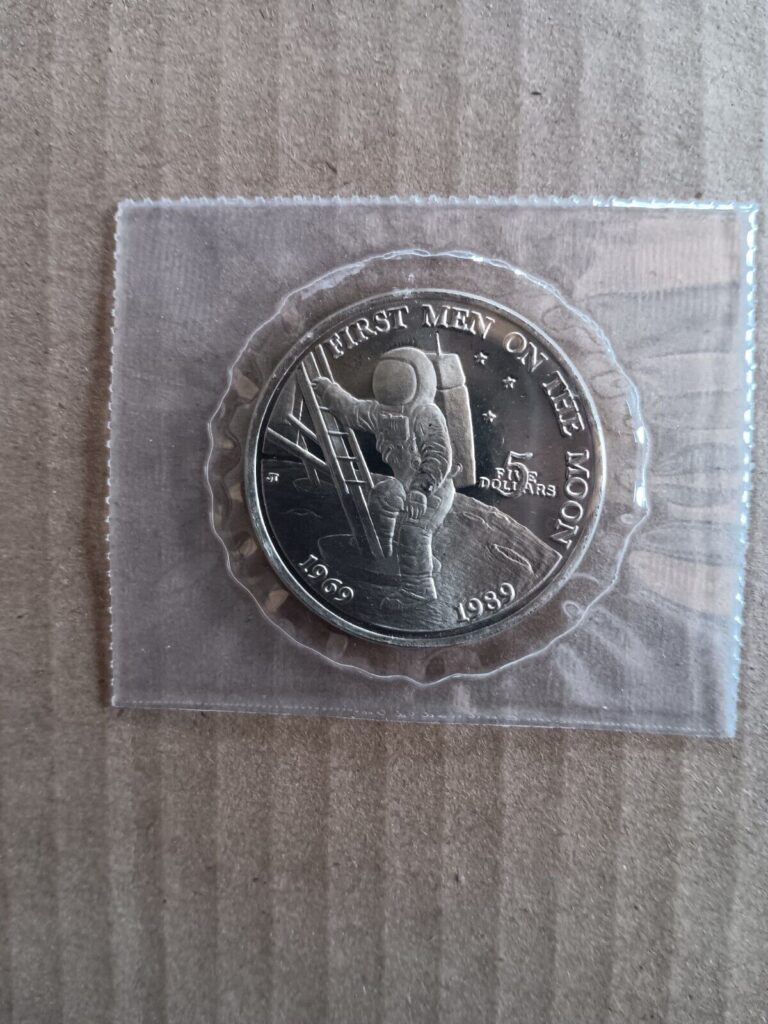 FIRST MEN ON THE MOON
5
FIVE
DOLLARS
1969
1989